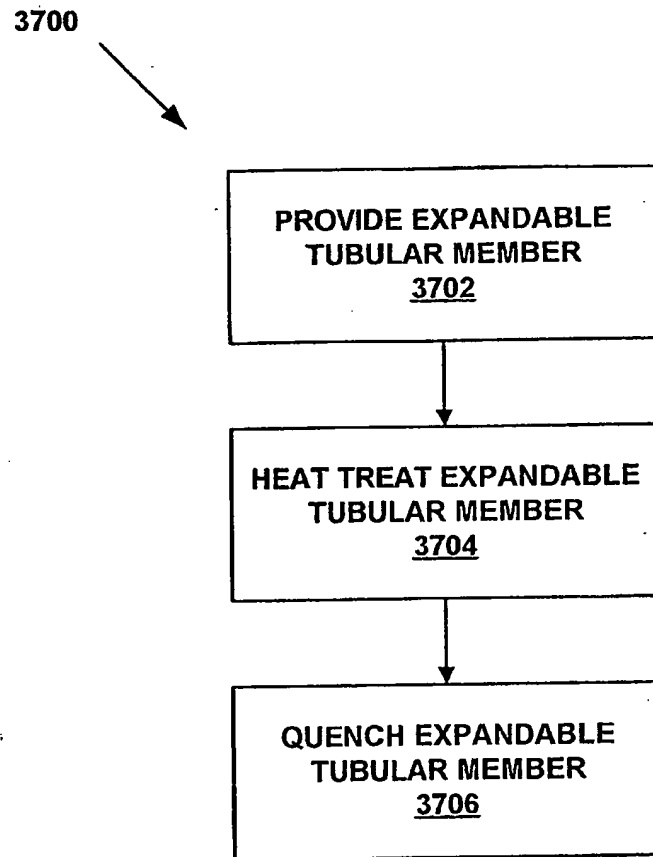 3700
PROVIDE EXPANDABLE
TUBULAR MEMBER
3702
HEAT TREAT EXPANDABLE
TUBULAR MEMBER
3704
QUENCH EXPANDABLE
TUBULAR MEMBER
3706